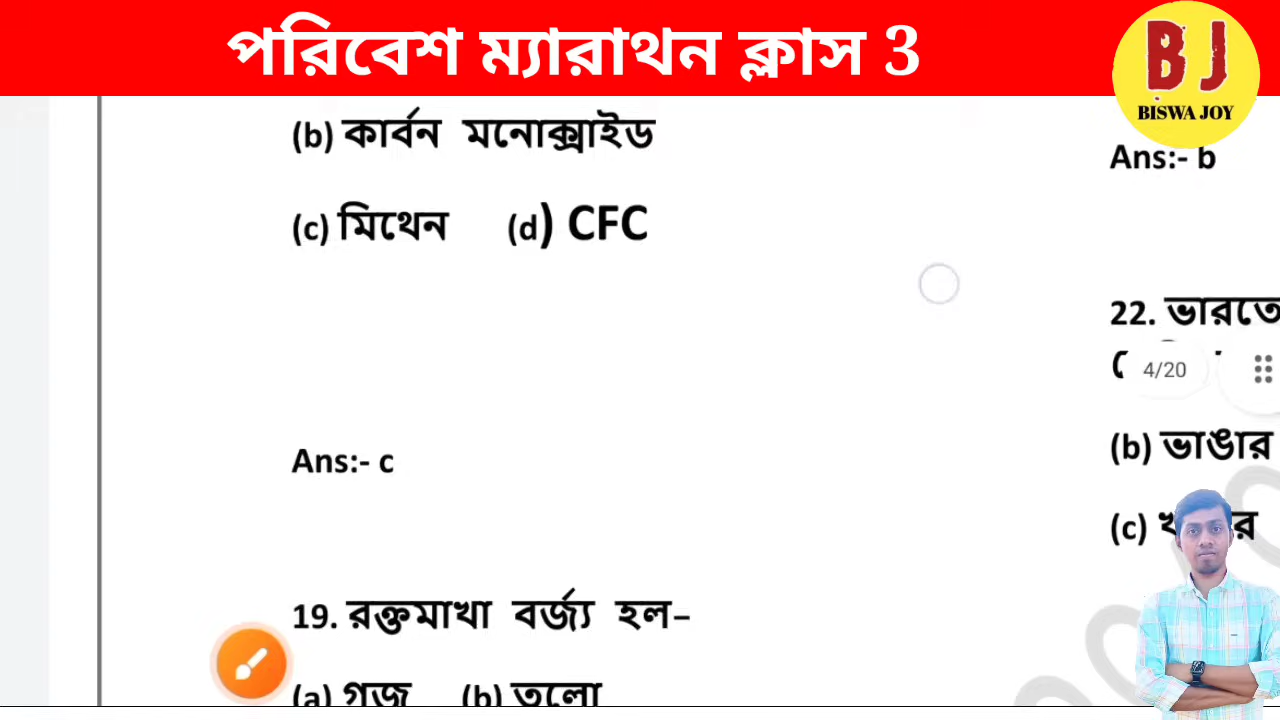 পরিবেশ ম্যারাথন ক্লাস 3
BJ
BISWA JOY
(b) কার্বন মনোক্সাইড
(c) মিথেন (d) CFC
Ans:- c
19. রক্তমাখা বর্জ্য হল–
(a) গজ (b) তুলো
Ans:- b
22. ভারতে
4/20
(b) ভাঙার
(c)